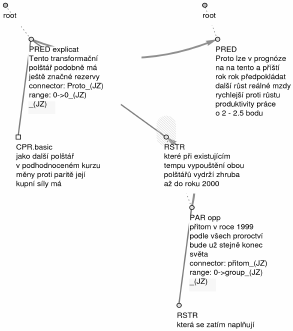 root
root
PRED explicat
Tento transformační
polštář podobně má
ještě značné rezervy
connector: Proto_(JZ)
range: 0->0_(JZ)
_(JZ)
PRED
Proto lze v prognóze
na na tento a příští
rok rok předpokládat
další růst reálné mzdy
rychlejší proti růstu
produktivity práce
o 2 - 2.5 bodu
CPR.basic
jako další polštář
v podhodnoceném kurzu
měny proti paritě její
kupní síly má
RSTR
které při existujícím
tempu vypouštění obou
polštářů vydrží zhruba
až do roku 2000
PAR opp
přitom v roce 1999
podle všech proroctví
bude už stejně konec
světa
connector: přitom_(JZ)
range: 0->group_(JZ)
_(JZ)
RSTR
která se zatím naplňují